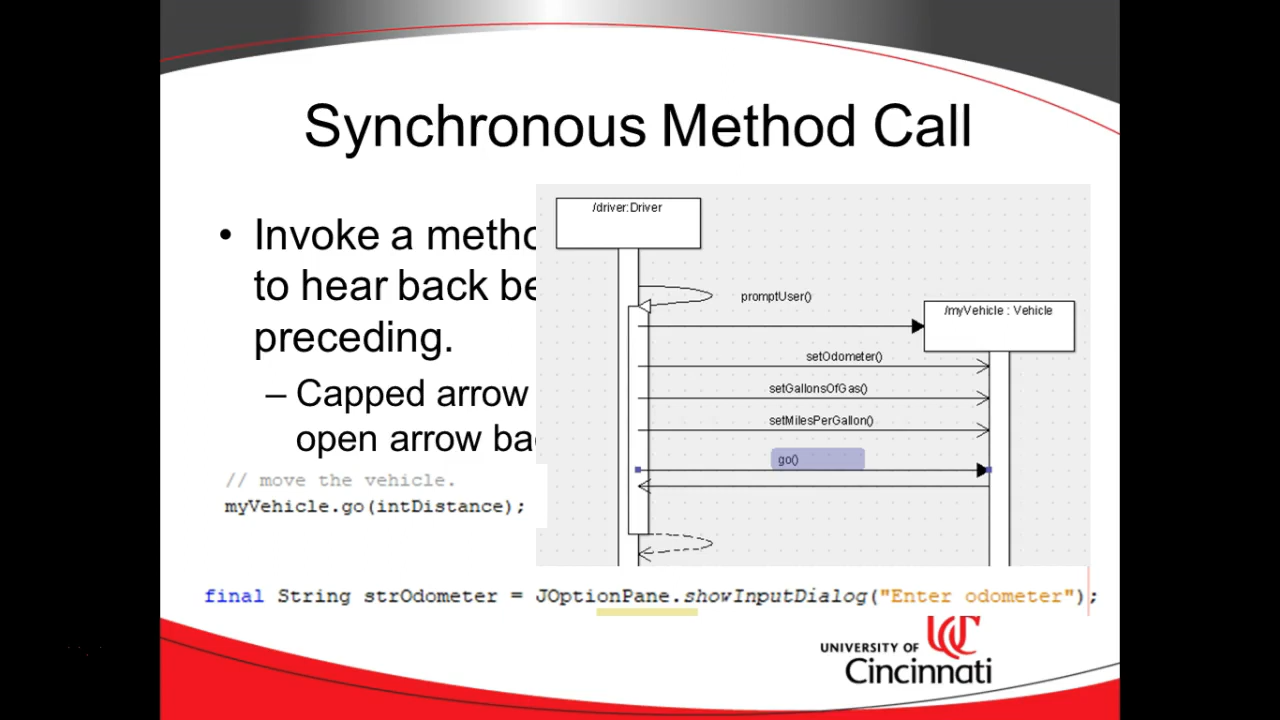 Synchronous Method Call
• Invoke a metho
to hear back be
preceding.
– Capped arrow
open arrow ba
/driver:Driver
promptUser()
/myVehicle : Vehicle
setOdometer()
setGallonsOfGas()
setMilesPerGallon()
go()
// move the vehicle.
myVehicle.go(intDistance);
final String strOdometer = JOptionPane.showInputDialog("Enter odometer");
UNIVERSITY OF
Cincinnati